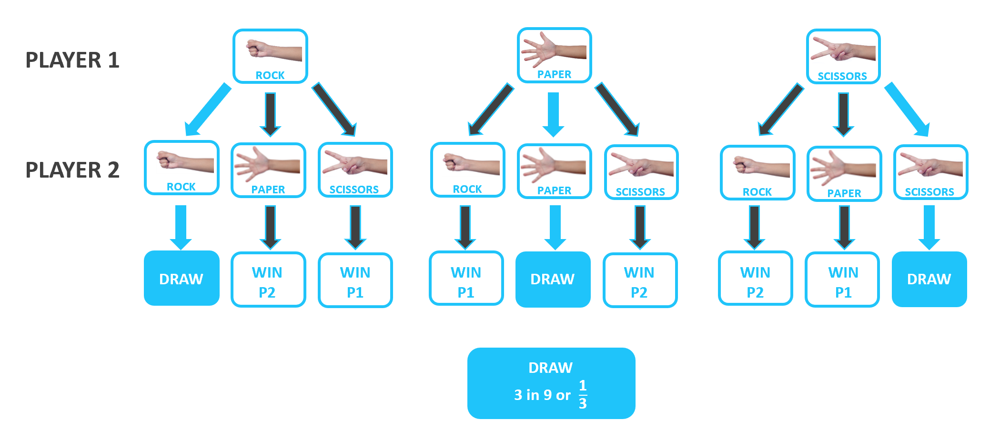 PLAYER 1
ROCK
PAPER
SCISSORS
PLAYER 2
ROCK
PAPER
SCISSORS
ROCK
PAPER
SCISSORS
ROCK
PAPER
SCISSORS
DRAW
WIN
P2
WIN
P1
WIN
P1
DRAW
WIN
P2
WIN
P2
WIN
P1
DRAW
DRAW
3 in 9 or 1/3